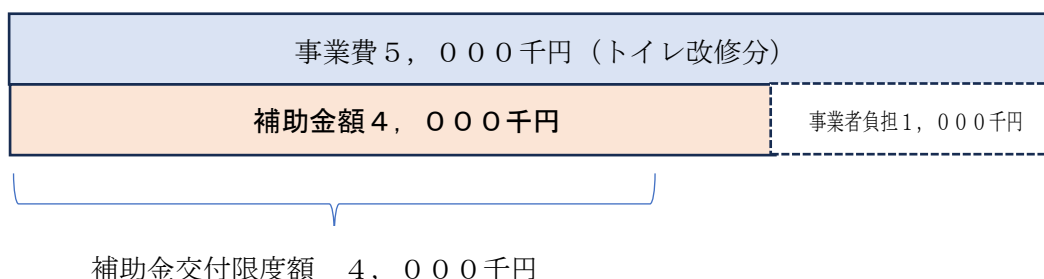 事業費５，０００千円（トイレ改修分）
補助金額４，０００千円
事業者負担１，０００千円
補助金交付限度額　４，０００千円